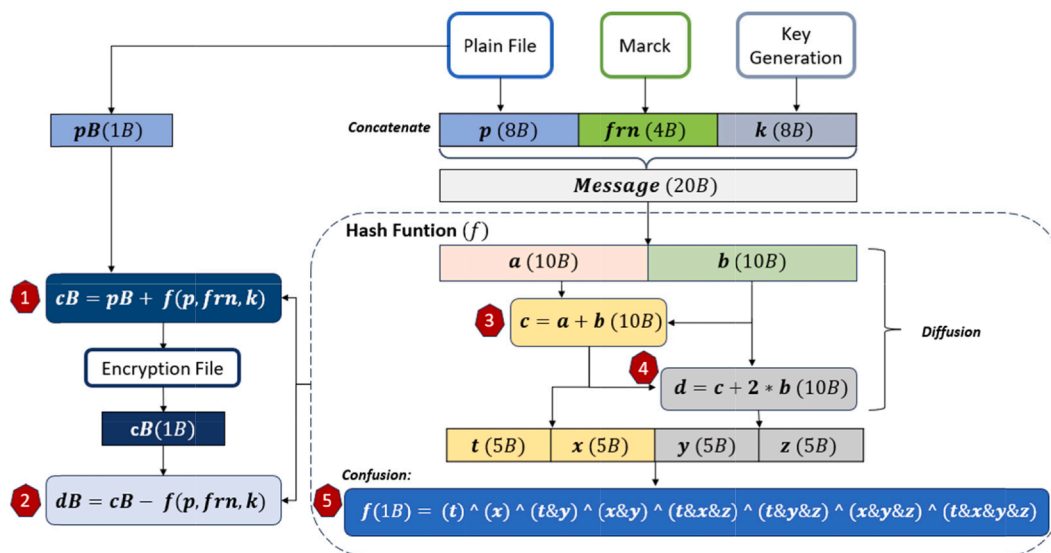 Plain File
Marck
Key
Generation
pB(1B)
Concatenate
p (8B)
frn (4B)
k (8B)
Message (20B)
Hash Funtion (f)
a (10B)
b (10B)
1
cB = pB + f(p, frn, k)
3
c = a + b (10B)
Diffusion
Encryption File
4
d = c + 2 * b (10B)
cB(1B)
t (5B)
x (5B)
y (5B)
z (5B)
Confusion:
2
dB = cB − f(p, frn, k)
5
f(1B) = (t) ^ (x) ^ (t&y) ^ (x&y) ^ (t&x&z) ^ (t&y&z) ^ (x&y&z) ^ (t&x&y&z)